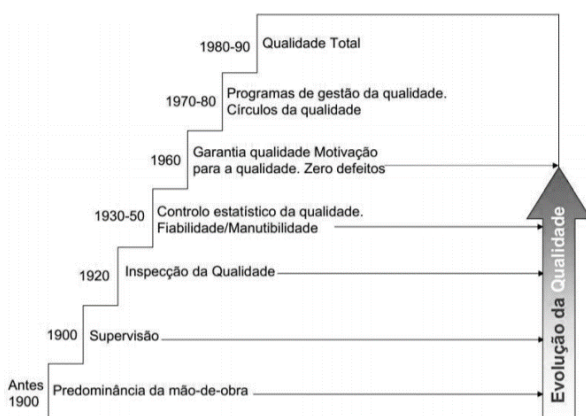 1980-90 Qualidade Total
1970-80 Programas de gestão da qualidade.
Círculos da qualidade
1960 Garantia qualidade Motivação
para a qualidade. Zero defeitos
1930-50 Controlo estatístico da qualidade.
Fiabilidade/Manutibilidade
1920 Inspecção da Qualidade
1900 Supervisão
Antes
1900 Predominância da mão-de-obra
Evolução da Qualidade